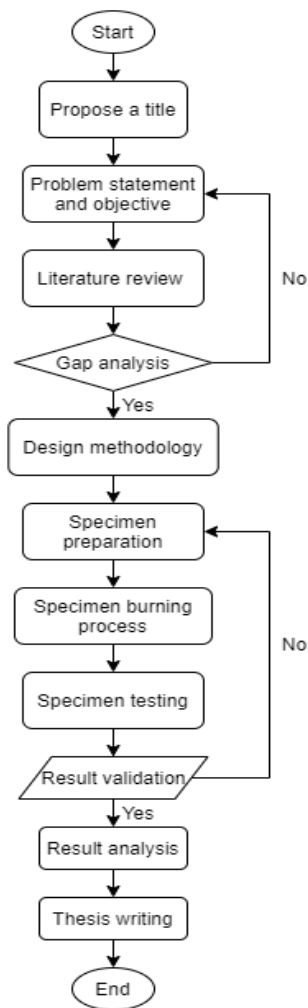 Start
Propose a title
Problem statement
and objective
Literature review
No
Gap analysis
Yes
Design methodology
Specimen
preparation
Specimen burning
process
No
Specimen testing
Result validation
Yes
Result analysis
Thesis writing
End